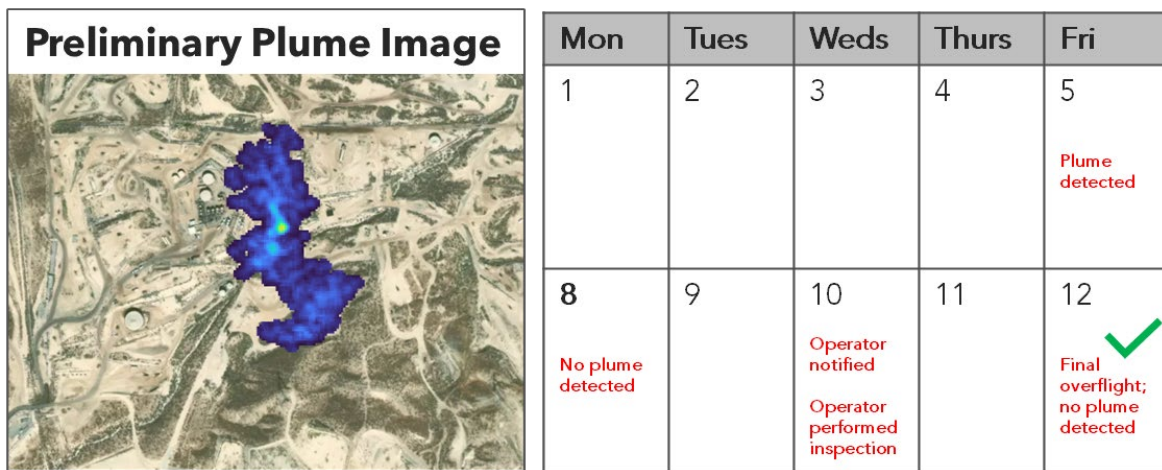 Preliminary Plume Image
Mon Tues Weds Thurs Fri
1 2 3 4 5
Plume
detected
8 9 10 11 12
No plume
detected
Operator
notified
Operator
performed
inspection
Final
overflight;
no plume
detected